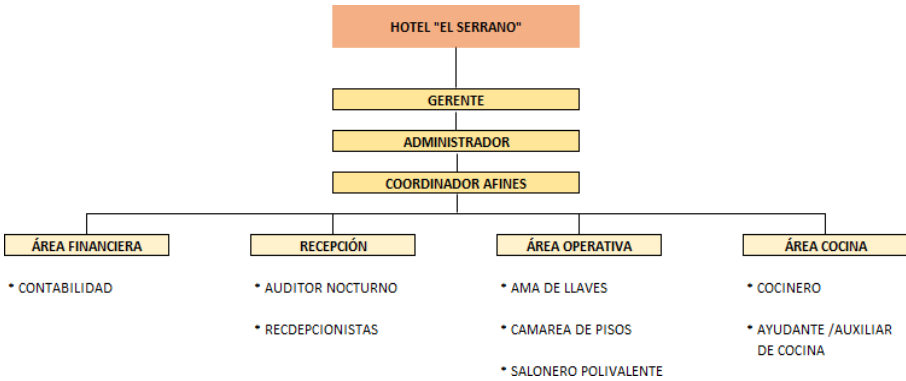 HOTEL "EL SERRANO"
GERENTE
ADMINISTRADOR
COORDINADOR AFINES
ÁREA FINANCIERA
* CONTABILIDAD
RECEPCIÓN
* AUDITOR NOCTURNO
* RECDEPCIONISTAS
ÁREA OPERATIVA
* AMA DE LLAVES
* CAMAREA DE PISOS
* SALONERO POLIVALENTE
ÁREA COCINA
* COCINERO
* AYUDANTE /AUXILIAR
DE COCINA